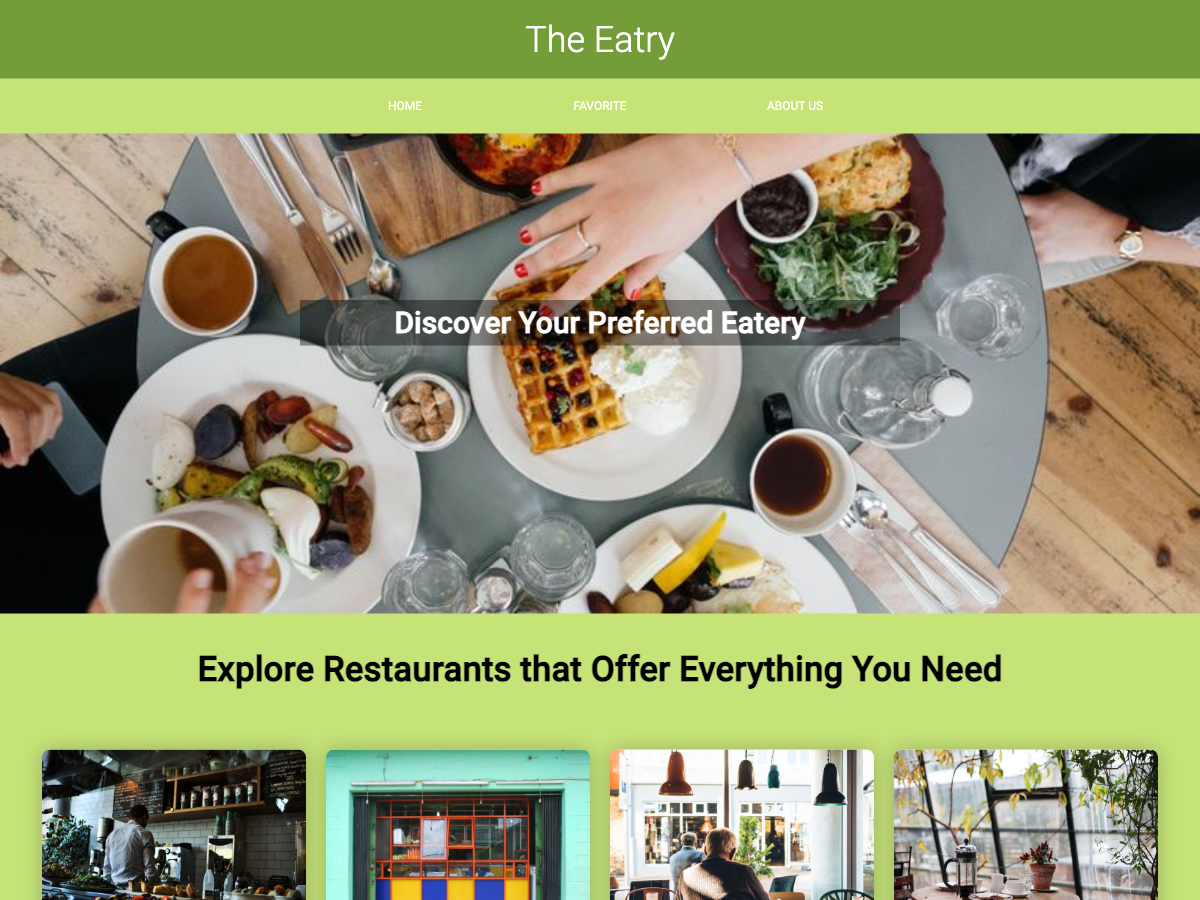 The Eatry
HOME
FAVORITE
ABOUT US
Discover Your Preferred Eatery
Explore Restaurants that Offer Everything You Need